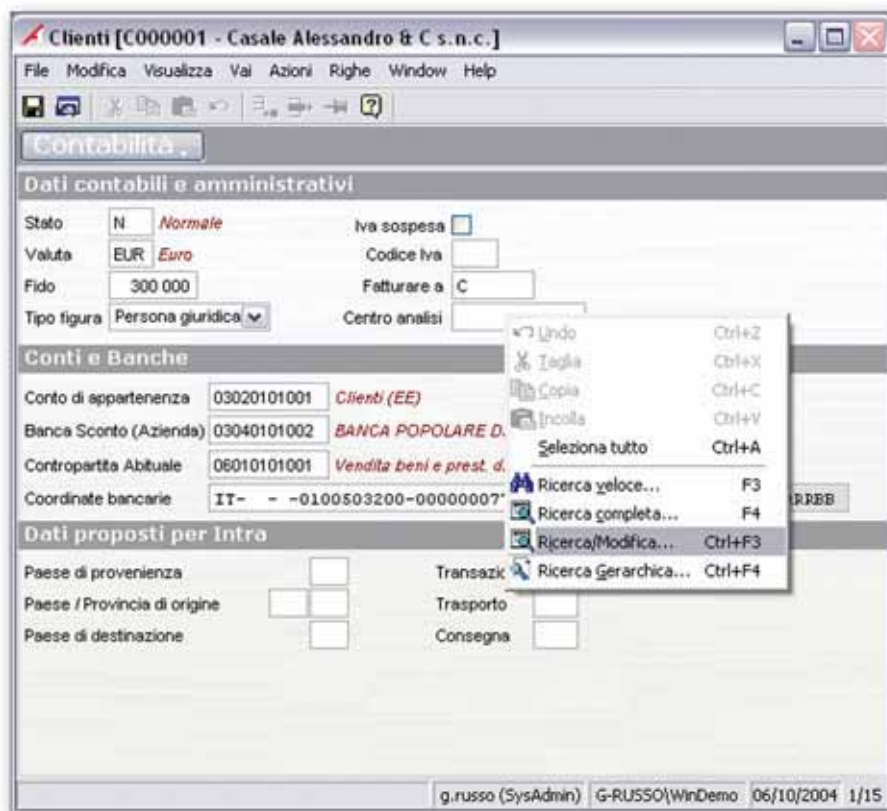 Clienti [C000001 - Casale Alessandro & C s.n.c.]
File Modifica Visualizza Vai Azioni Righe Window Help
Contabilità .
Dati contabili e amministrativi
Stato N Normale Iva sospesa
Valuta EUR Euro Codice Iva
Fido 300 000 Fatturare a C
Tipo figura Persona giuridica Centro analisi
Undo Ctrl+Z
Taglia Ctrl+X
Copia Ctrl+C
Incolla Ctrl+V
Seleziona tutto Ctrl+A
Ricerca veloce... F3
Ricerca completa... F4
Ricerca/Modifica... Ctrl+F3
Ricerca Gerarchica... Ctrl+F4
Conti e Banche
Conto di appartenenza 03020101001 Clienti (EE)
Banca Sconto (Azienda) 03040101002 BANCA POPOLARE D
Contropartita Abituale 06010101001 Vendita beni e prest. d
Coordinate bancarie IT- - -0100503200-00000007 RRBB
Dati proposti per Intra
Paese di provenienza Transazio
Paese / Provincia di origine Trasporto
Paese di destinazione Consegna
g.russo (SysAdmin) G-RUSSO\WinDemo 06/10/2004 1/15